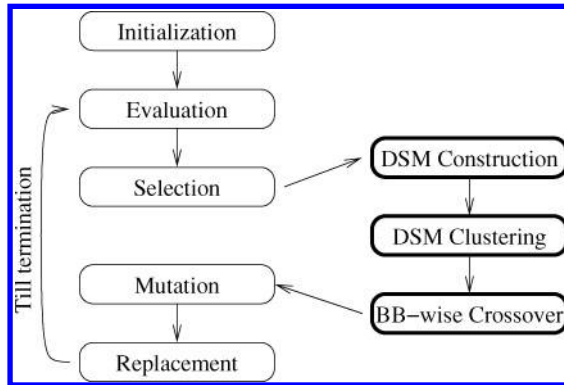 Initialization
Evaluation
Selection
DSM Construction
DSM Clustering
BB−wise Crossover
Mutation
Replacement
Till termination